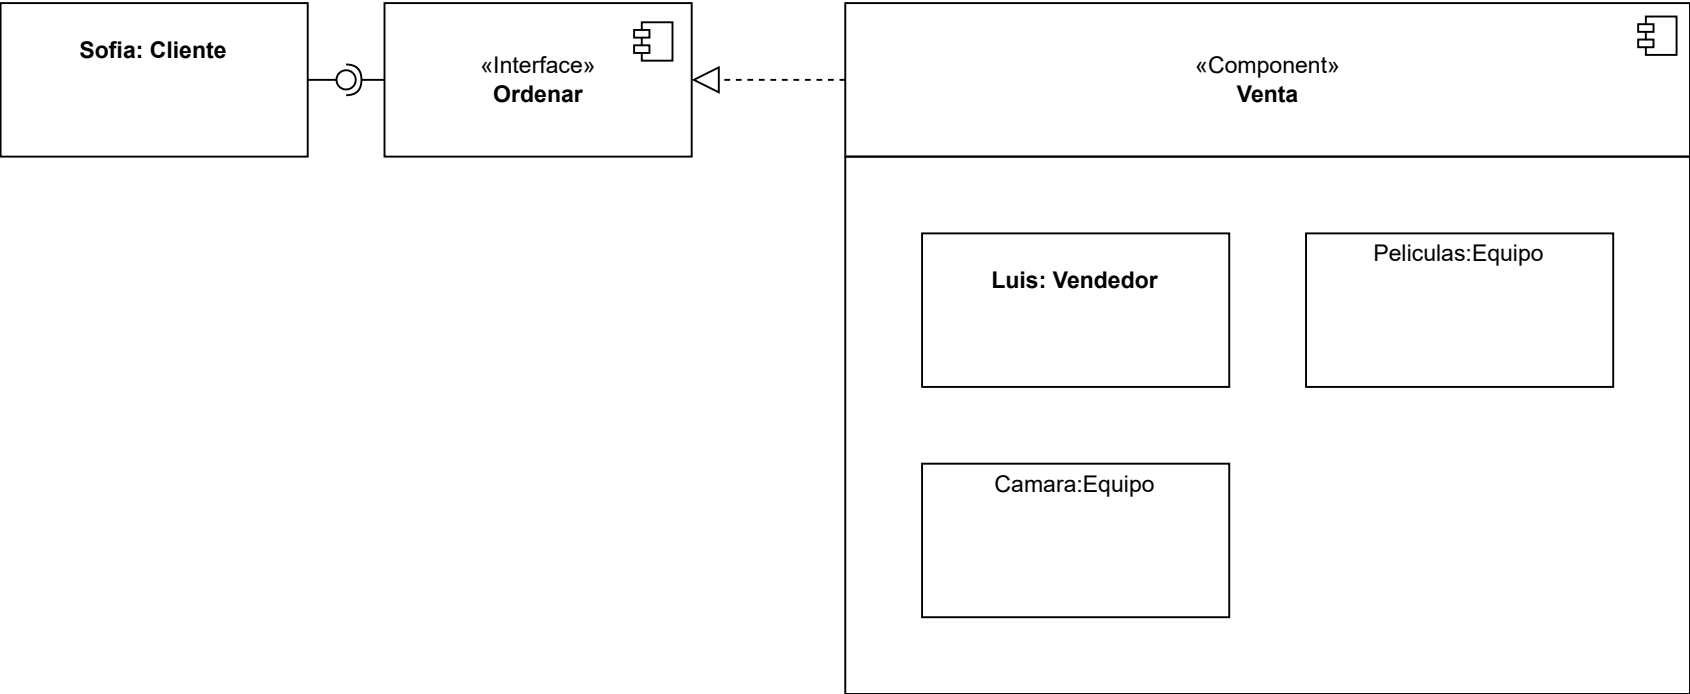 Sofia: Cliente
«Interface»
Ordenar
«Component»
Venta
Luis: Vendedor
Peliculas:Equipo
Camara:Equipo